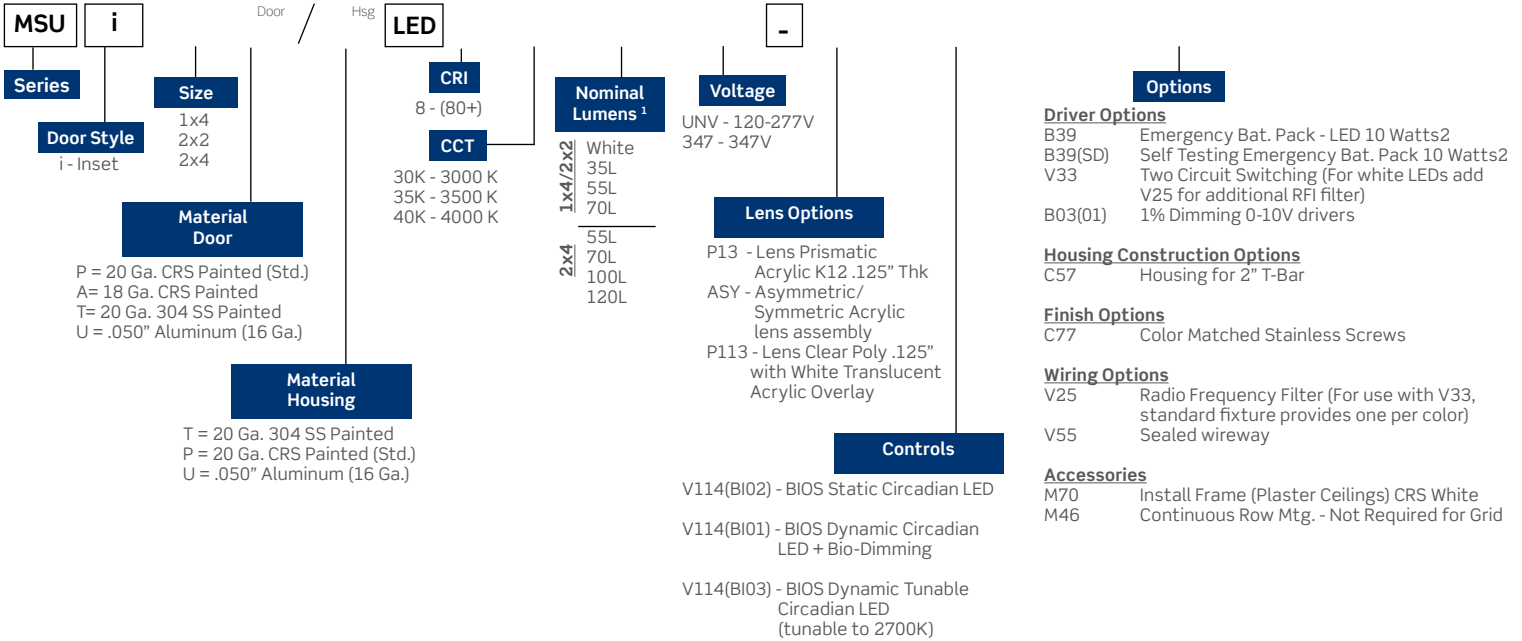 MSU i Door / Hsg LED -
Series
Door Style
i - Inset
Size
1x4
2x2
2x4
Material
Door
P = 20 Ga. CRS Painted (Std.)
A= 18 Ga. CRS Painted
T= 20 Ga. 304 SS Painted
U = .050” Aluminum (16 Ga.)
Material
Housing
T = 20 Ga. 304 SS Painted
P = 20 Ga. CRS Painted (Std.)
U = .050” Aluminum (16 Ga.)
CRI
8 - (80+)
CCT
30K - 3000 K
35K - 3500 K
40K - 4000 K
Nominal
Lumens 1
1x4/2x2
White
35L
55L
70L
2x4
55L
70L
100L
120L
Voltage
UNV - 120-277V
347 - 347V
Lens Options
P13 - Lens Prismatic
Acrylic K12 .125” Thk
ASY - Asymmetric/
Symmetric Acrylic
lens assembly
P113 - Lens Clear Poly .125”
with White Translucent
Acrylic Overlay
Controls
V114(BI02) - BIOS Static Circadian LED
V114(BI01) - BIOS Dynamic Circadian
LED + Bio-Dimming
V114(BI03) - BIOS Dynamic Tunable
Circadian LED
(tunable to 2700K)
Options
Driver Options
B39 Emergency Bat. Pack - LED 10 Watts2
B39(SD) Self Testing Emergency Bat. Pack 10 Watts2
V33 Two Circuit Switching (For white LEDs add
V25 for additional RFI filter)
B03(01) 1% Dimming 0-10V drivers
Housing Construction Options
C57 Housing for 2” T-Bar
Finish Options
C77 Color Matched Stainless Screws
Wiring Options
V25 Radio Frequency Filter (For use with V33,
standard fixture provides one per color)
V55 Sealed wireway
Accessories
M70 Install Frame (Plaster Ceilings) CRS White
M46 Continuous Row Mtg. - Not Required for Grid